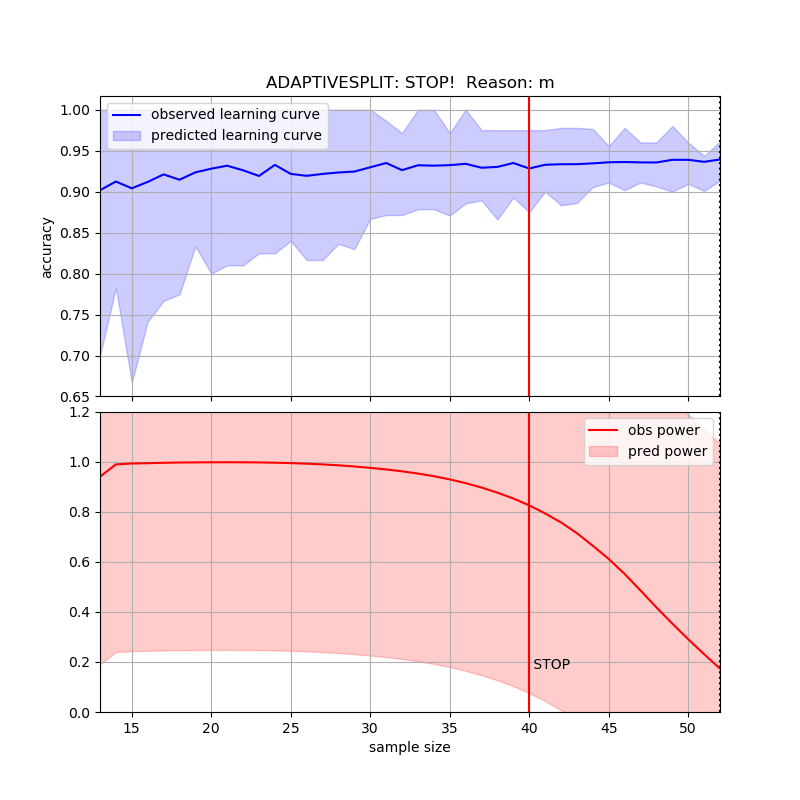 ADAPTIVESPLIT: STOP!  Reason: m
1.00
0.95
0.90
0.85
0.80
0.75
0.70
0.65
accuracy
observed learning curve
predicted learning curve
1.2
1.0
0.8
0.6
0.4
0.2
0.0
obs power
pred power
STOP
15 20 25 30 35 40 45 50
sample size